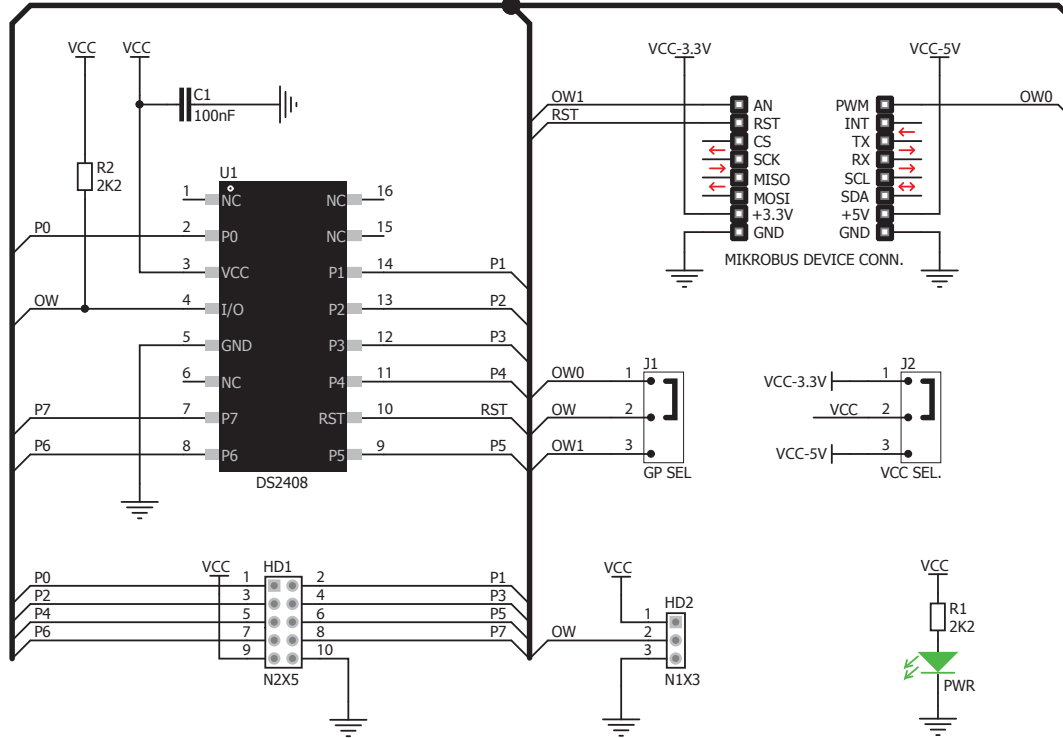 VCC VCC VCC-3.3V VCC-5V
C1
100nF
OW1 AN PWM OW0
RST RST INT
CS TX
SCK RX
MISO SCL
MOSI SDA
+3.3V +5V
GND GND
MIKROBUS DEVICE CONN.
R2
2K2
U1
1 NC NC 16
P0 2 P0 NC 15
3 VCC P1 14 P1
OW 4 I/O P2 13 P2
5 GND P3 12 P3
6 NC P4 11 P4
P7 7 P7 RST 10 RST
P6 8 P6 P5 9 P5
DS2408
J1
OW0 1
OW 2
OW1 3
GP SEL
J2
VCC-3.3V 1
VCC 2
VCC-5V 3
VCC SEL.
VCC HD1
P0 1 2 P1
P2 3 4 P3
P4 5 6 P5
P6 7 8 P7
9 10
N2X5
VCC
HD2
1
OW 2
3
N1X3
VCC
R1
2K2
PWR